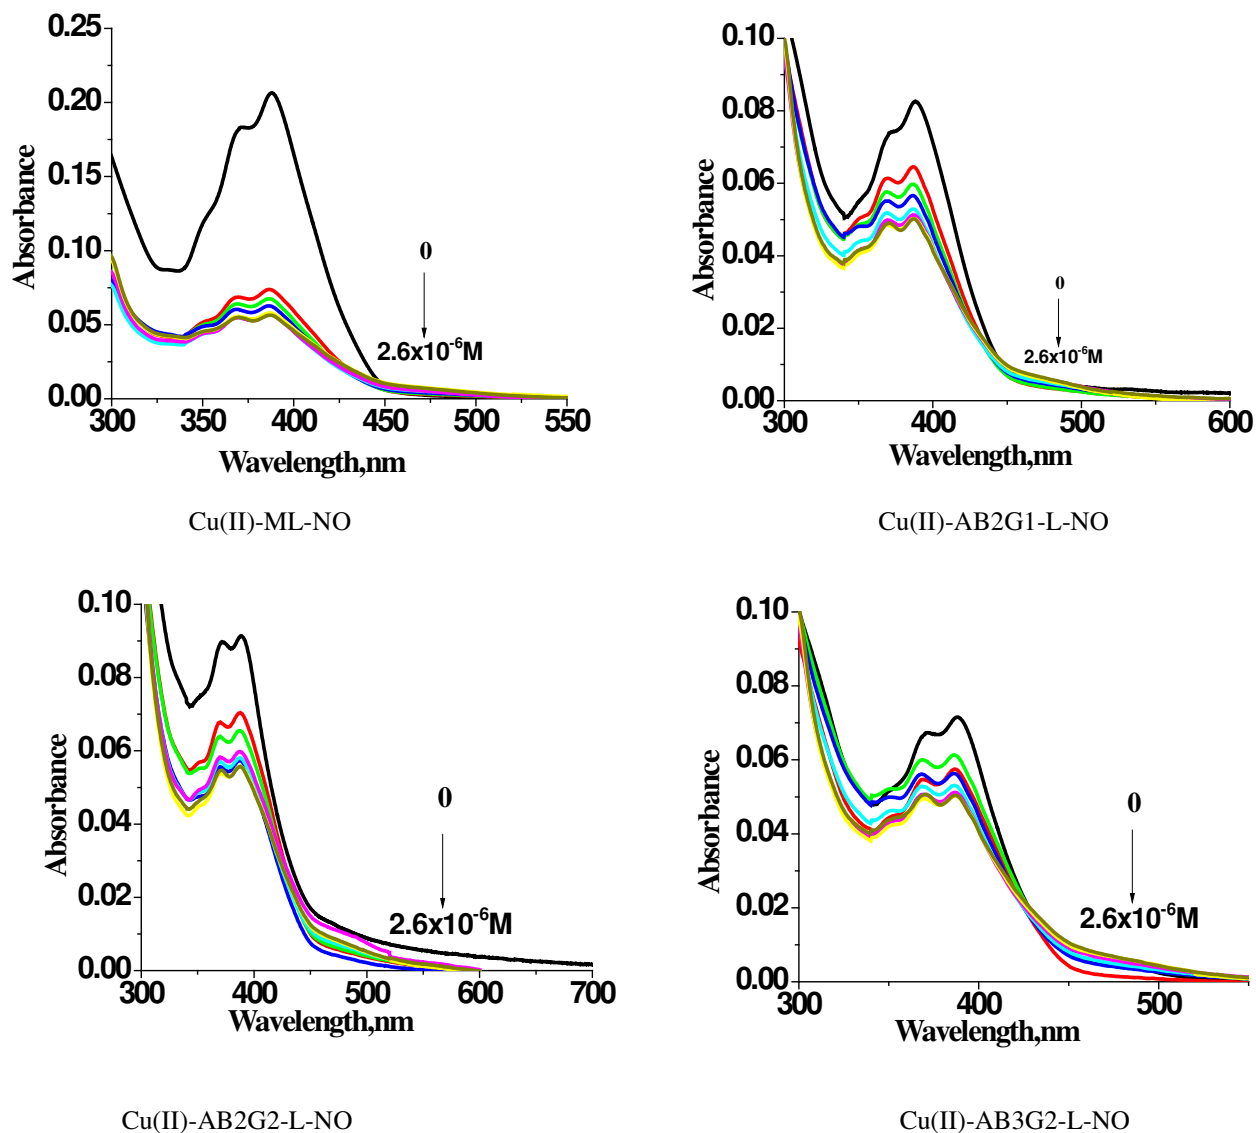 0.25
0.20
0.15
0.10
0.05
0.00
Absorbance
300 350 400 450 500 550
Wavelength,nm
0
2.6x10⁻⁶M
Cu(II)-ML-NO
0.10
0.08
0.06
0.04
0.02
0.00
Absorbance
300 400 500 600
Wavelength,nm
0
2.6x10⁻⁶M
Cu(II)-AB2G1-L-NO
0.10
0.08
0.06
0.04
0.02
0.00
Absorbance
300 400 500 600 700
Wavelength,nm
0
2.6x10⁻⁶M
Cu(II)-AB2G2-L-NO
0.10
0.08
0.06
0.04
0.02
0.00
Absorbance
300 400 500
Wavelength,nm
0
2.6x10⁻⁶M
Cu(II)-AB3G2-L-NO